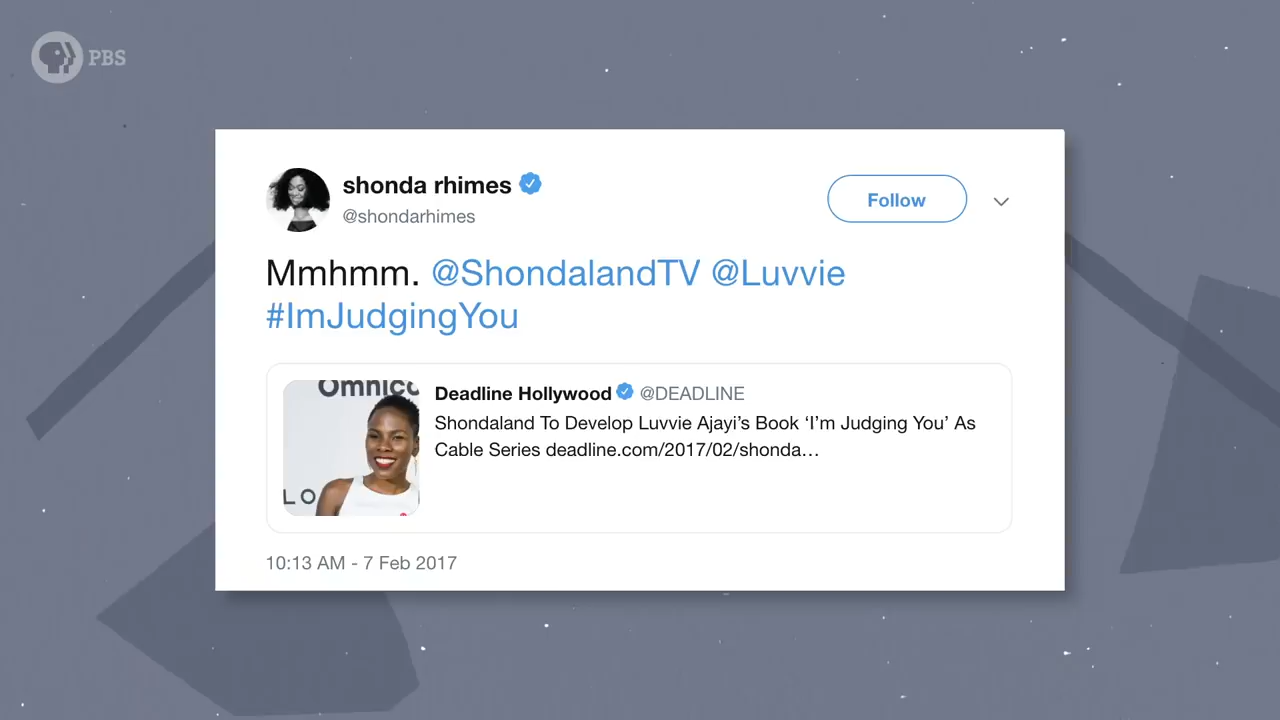 PBS
shonda rhimes
@shondarhimes
Follow
Mmhmm. @ShondalandTV @Luvvie
#ImJudgingYou
Deadline Hollywood @DEADLINE
Shondaland To Develop Luvvie Ajayi’s Book ‘I’m Judging You’ As
Cable Series deadline.com/2017/02/shonda…
10:13 AM - 7 Feb 2017